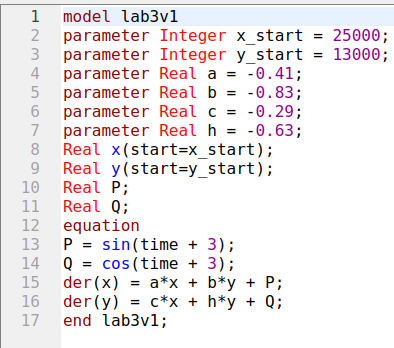 1 model lab3v1
2 parameter Integer x_start = 25000;
3 parameter Integer y_start = 13000;
4 parameter Real a = -0.41;
5 parameter Real b = -0.83;
6 parameter Real c = -0.29;
7 parameter Real h = -0.63;
8 Real x(start=x_start);
9 Real y(start=y_start);
10 Real P;
11 Real Q;
12 equation
13 P = sin(time + 3);
14 Q = cos(time + 3);
15 der(x) = a*x + b*y + P;
16 der(y) = c*x + h*y + Q;
17 end lab3v1;